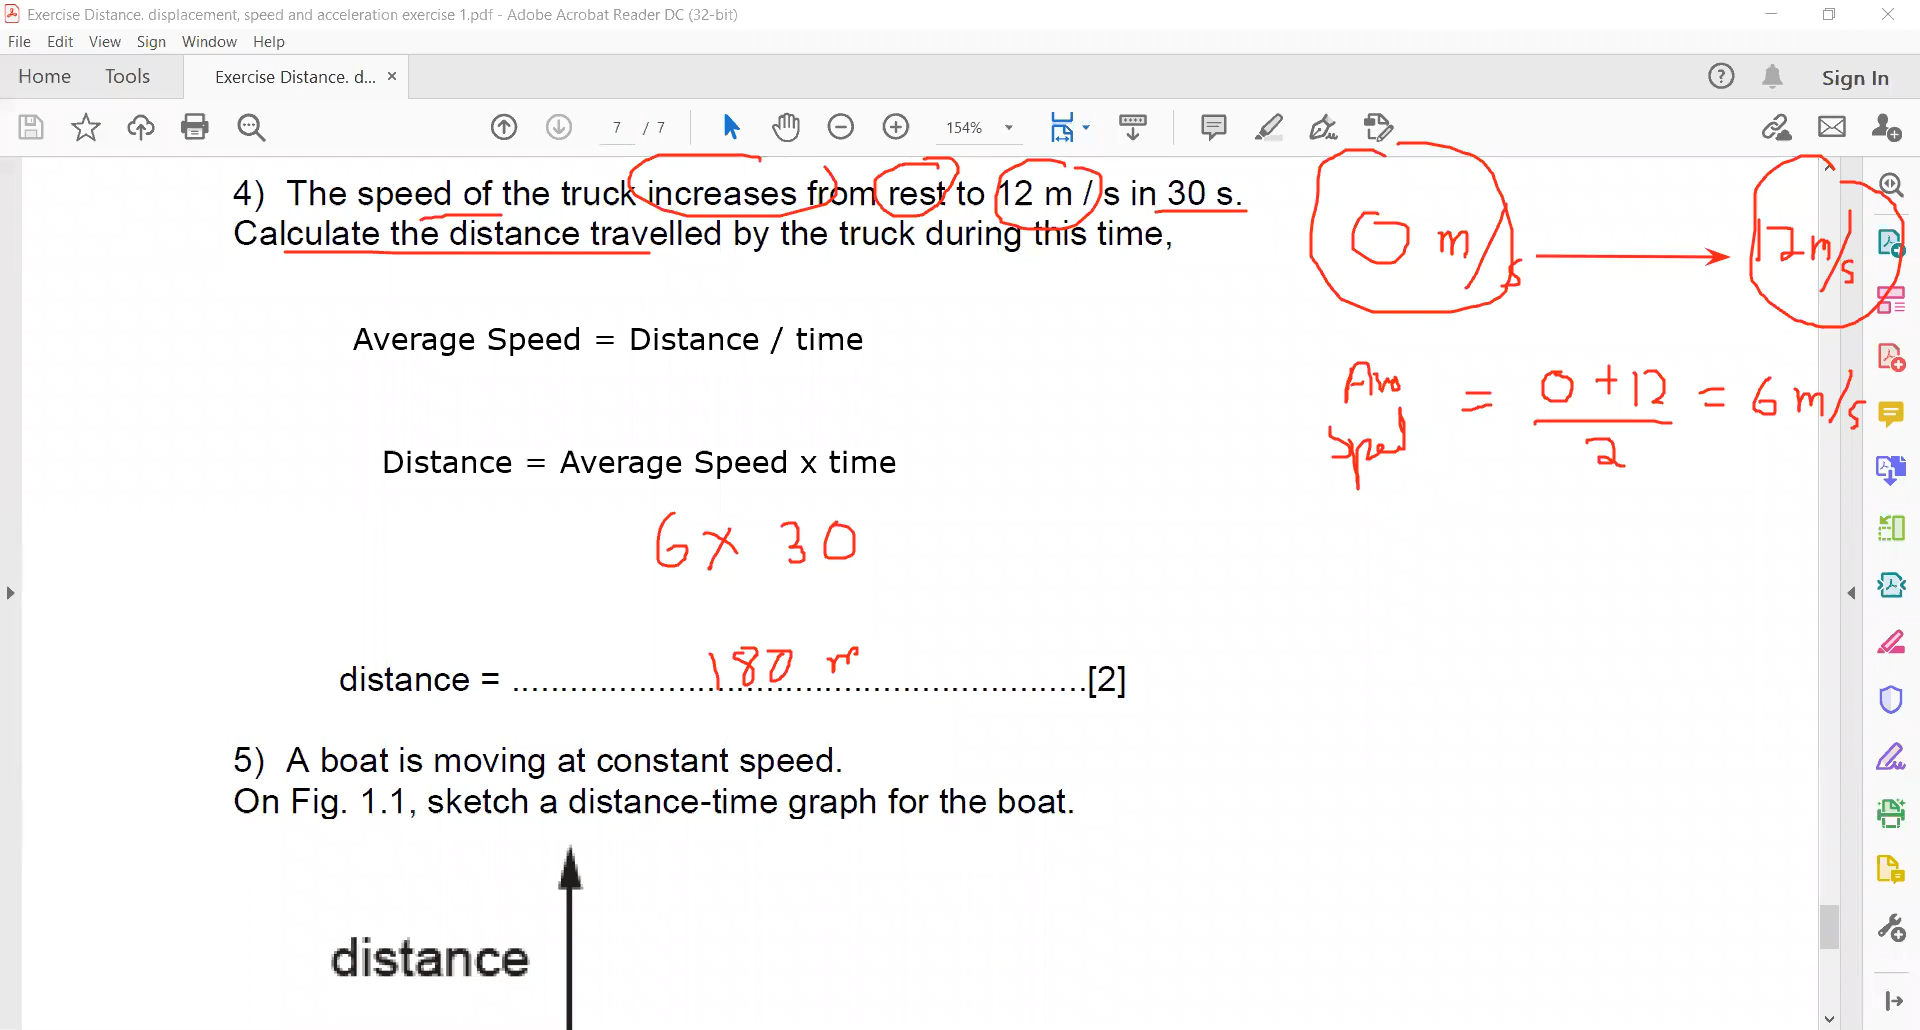 Exercise Distance. displacement, speed and acceleration exercise 1.pdf - Adobe Acrobat Reader DC (32-bit)
File Edit View Sign Window Help
Home Tools Exercise Distance. d... × Sign In
7 / 7 154%
4) The speed of the truck increases from rest to 12 m / s in 30 s.
Calculate the distance travelled by the truck during this time,
0 m/s 12 m/s
Average Speed = Distance / time
= 0 + 12 / 2 = 6 m/s
Distance = Average Speed x time
6 x 30
distance = 180 m [2]
5) A boat is moving at constant speed.
On Fig. 1.1, sketch a distance-time graph for the boat.
distance